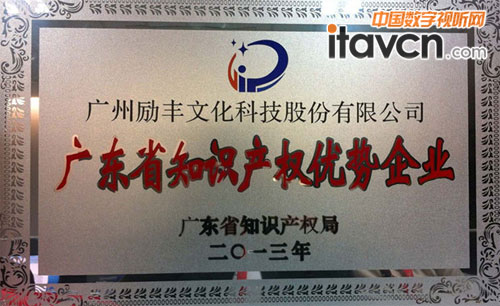 中国数字视听网
itavcn.com
IP
广州励丰文化科技股份有限公司
广东省知识产权优势企业
广东省知识产权局
二〇一三年